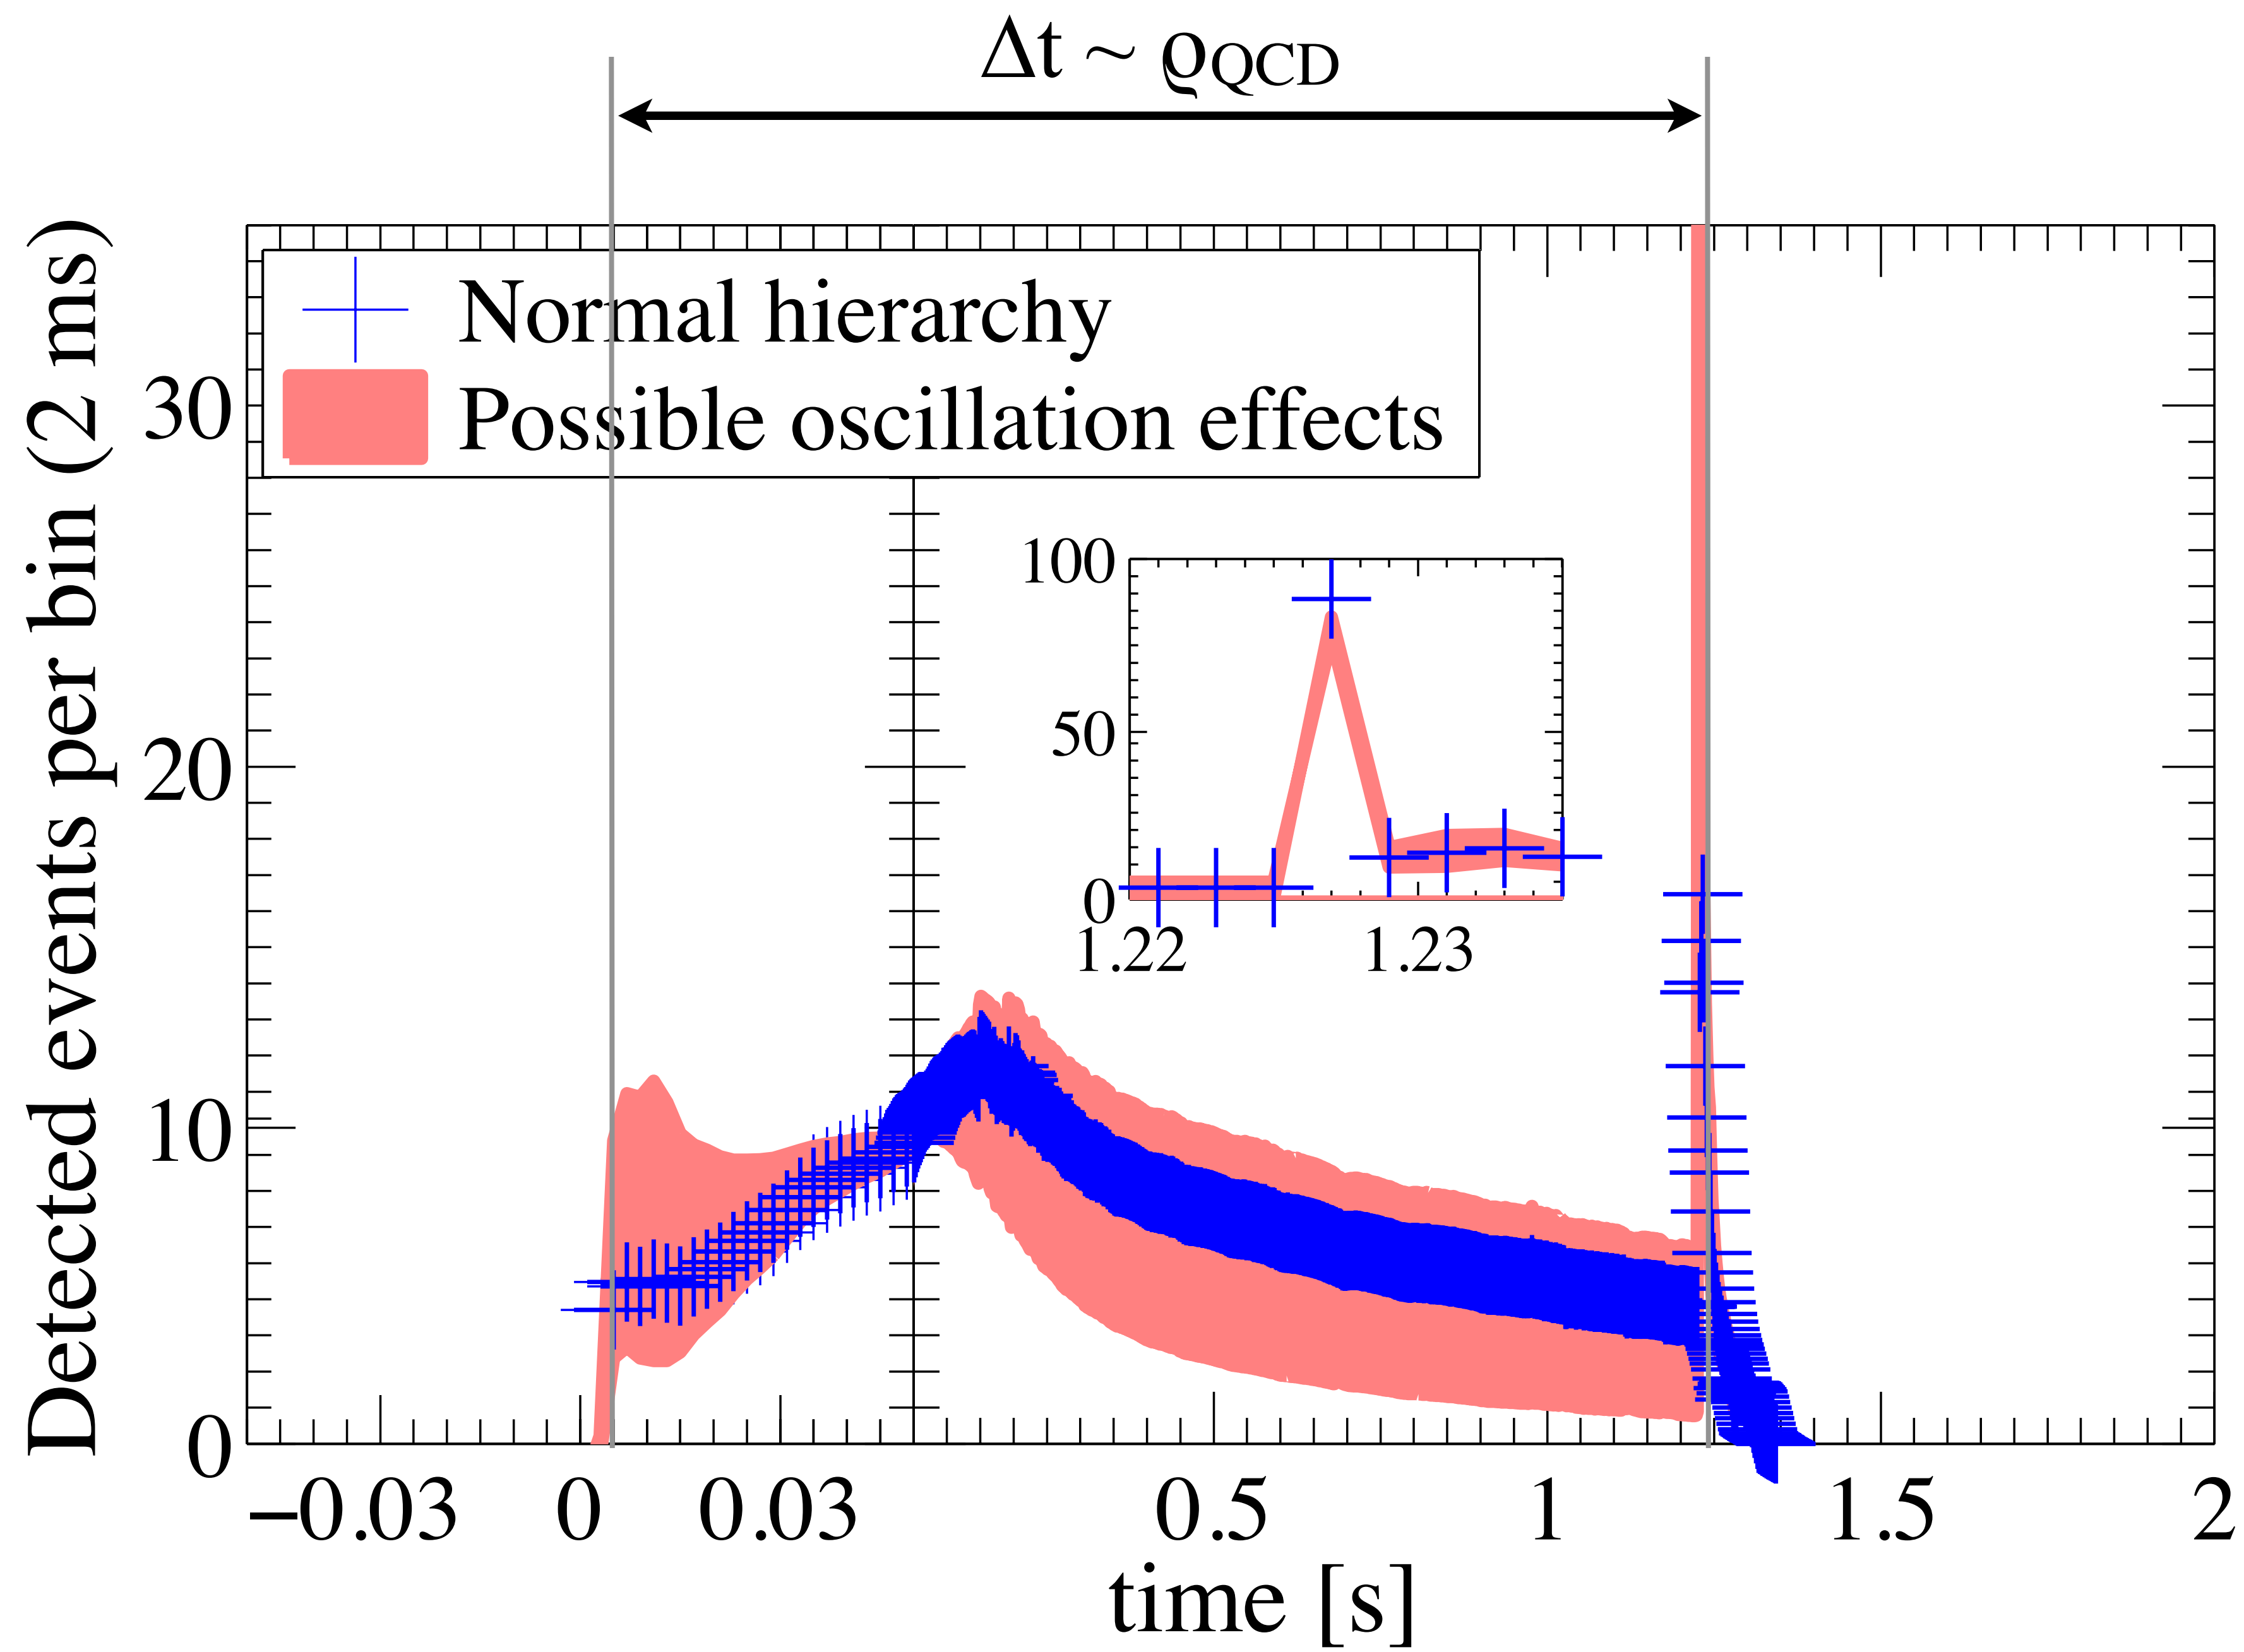 Δt ~ ϱQCD
Detected events per bin (2 ms)
Normal hierarchy
Possible oscillation effects
30
20
10
0
100
50
0
1.22 1.23
−0.03 0 0.03 0.5 1 1.5 2
time [s]